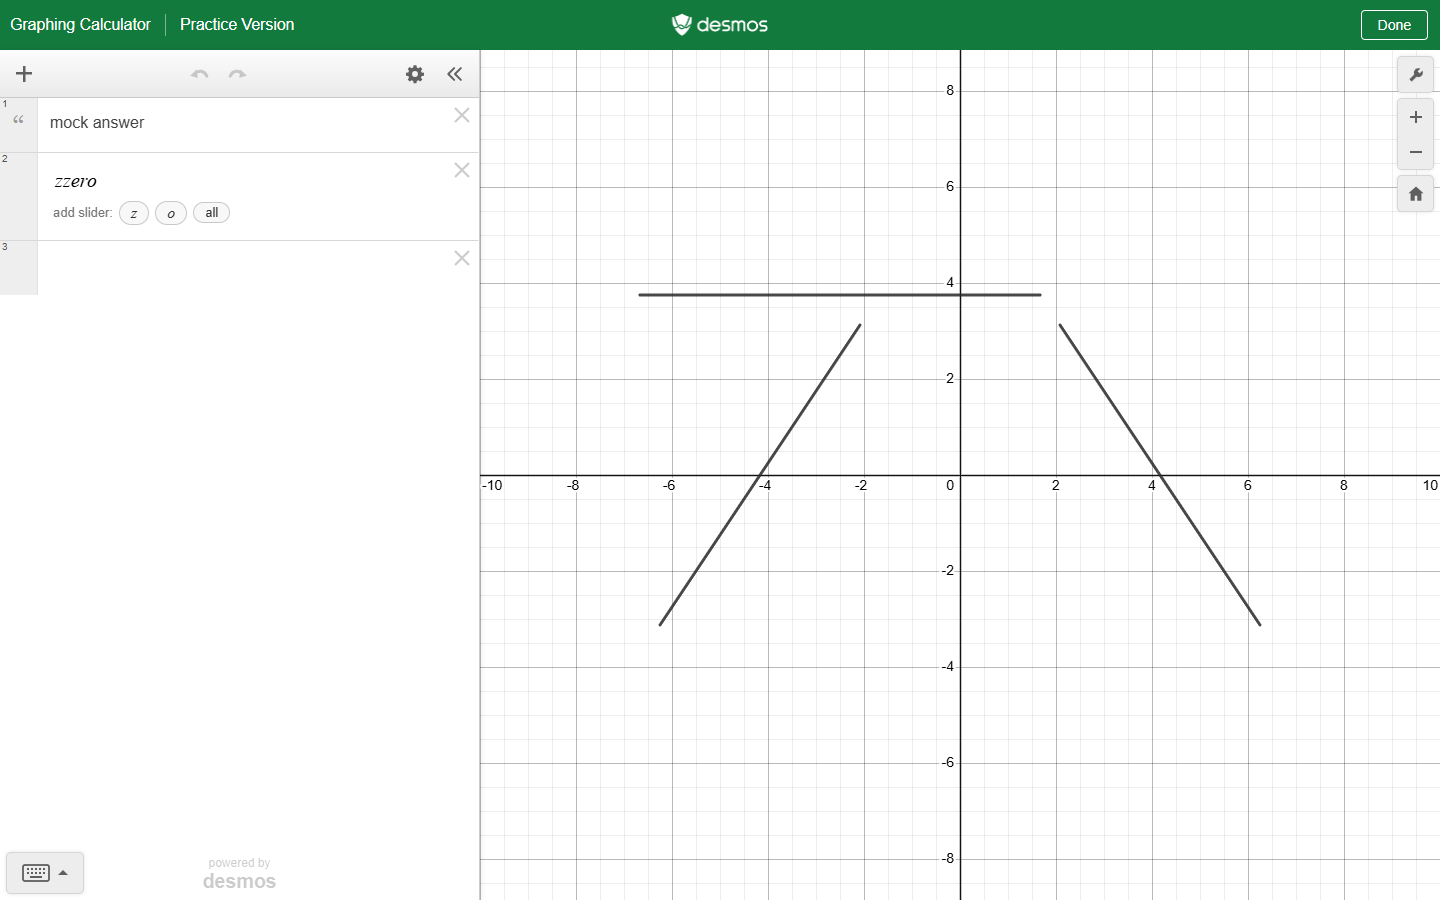 Graphing Calculator Practice Version desmos Done
1
“ mock answer
2
zzero
add slider: z o all
3
powered by
desmos
8
6
4
2
-10 -8 -6 -4 -2 0 2 4 6 8 10
-2
-4
-6
-8